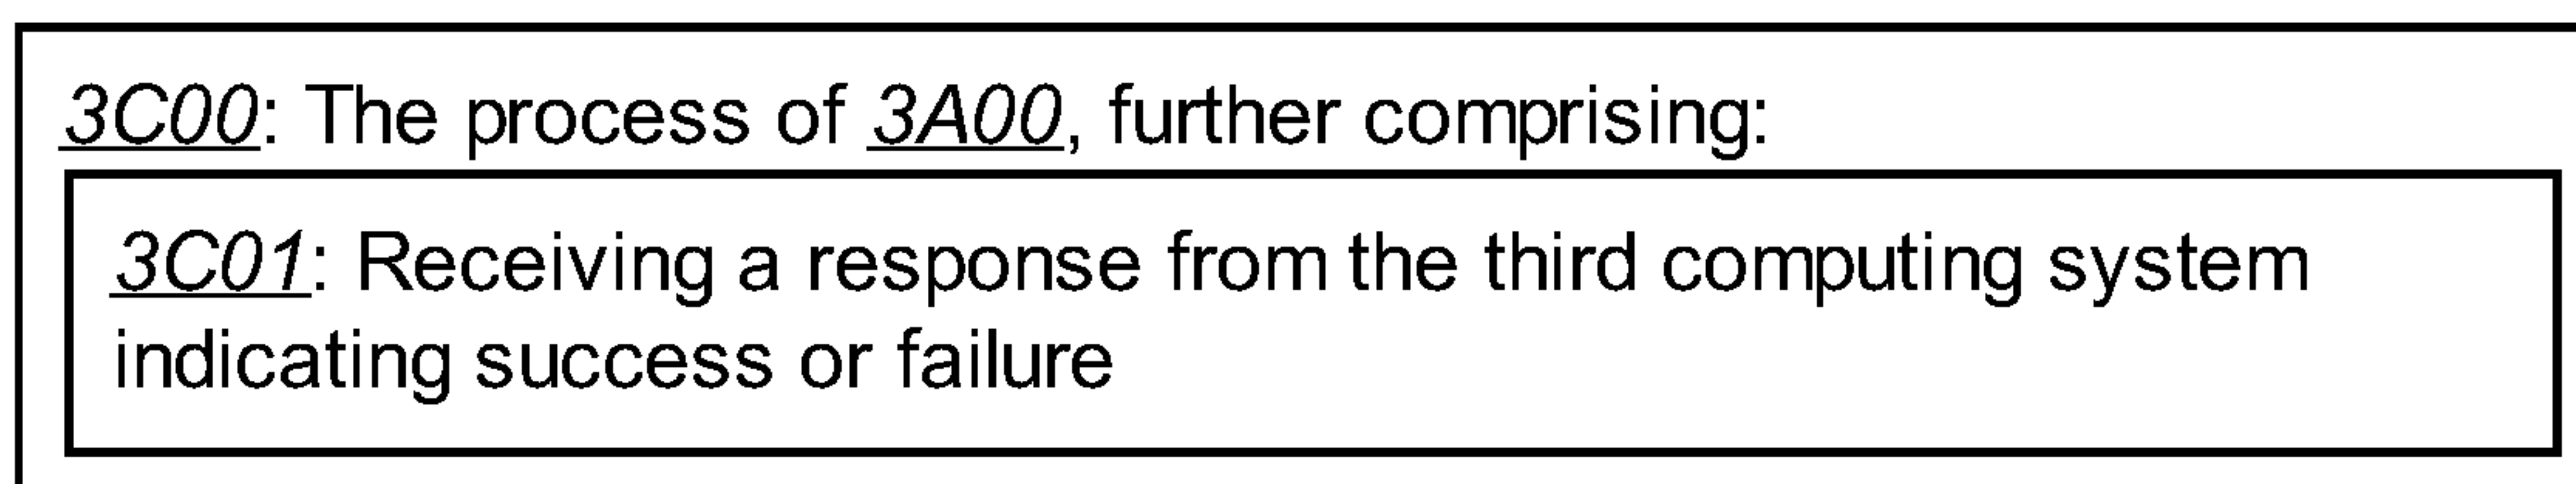 3C00: The process of 3A00, further comprising:
3C01: Receiving a response from the third computing system
indicating success or failure